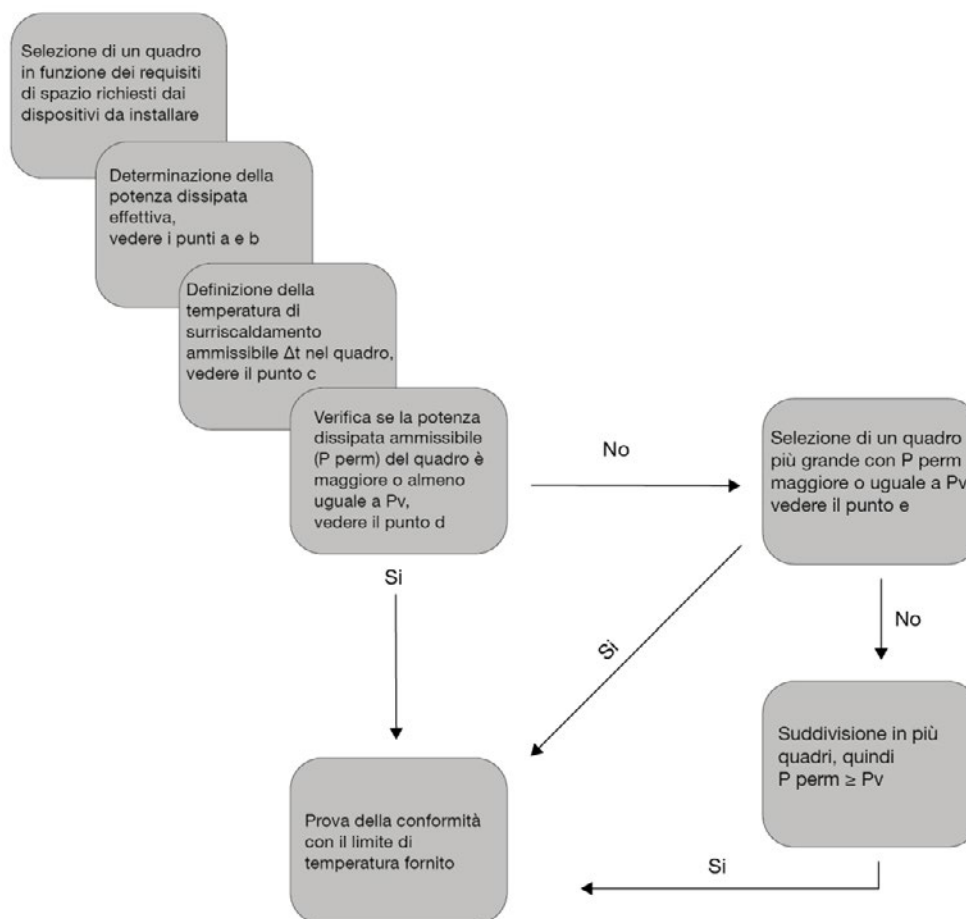 Selezione di un quadro
in funzione dei requisiti
di spazio richiesti dai
dispositivi da installare
Determinazione della
potenza dissipata
effettiva,
vedere i punti a e b
Definizione della
temperatura di
surriscaldamento
ammissibile Δt nel quadro,
vedere il punto c
Verifica se la potenza
dissipata ammissibile
(P perm) del quadro è
maggiore o almeno
uguale a Pv,
vedere il punto d
No
Selezione di un quadro
più grande con P perm
maggiore o uguale a Pv
vedere il punto e
Si
Si
No
Suddivisione in più
quadri, quindi
P perm ≥ Pv
Prova della conformità
con il limite di
temperatura fornito
Si